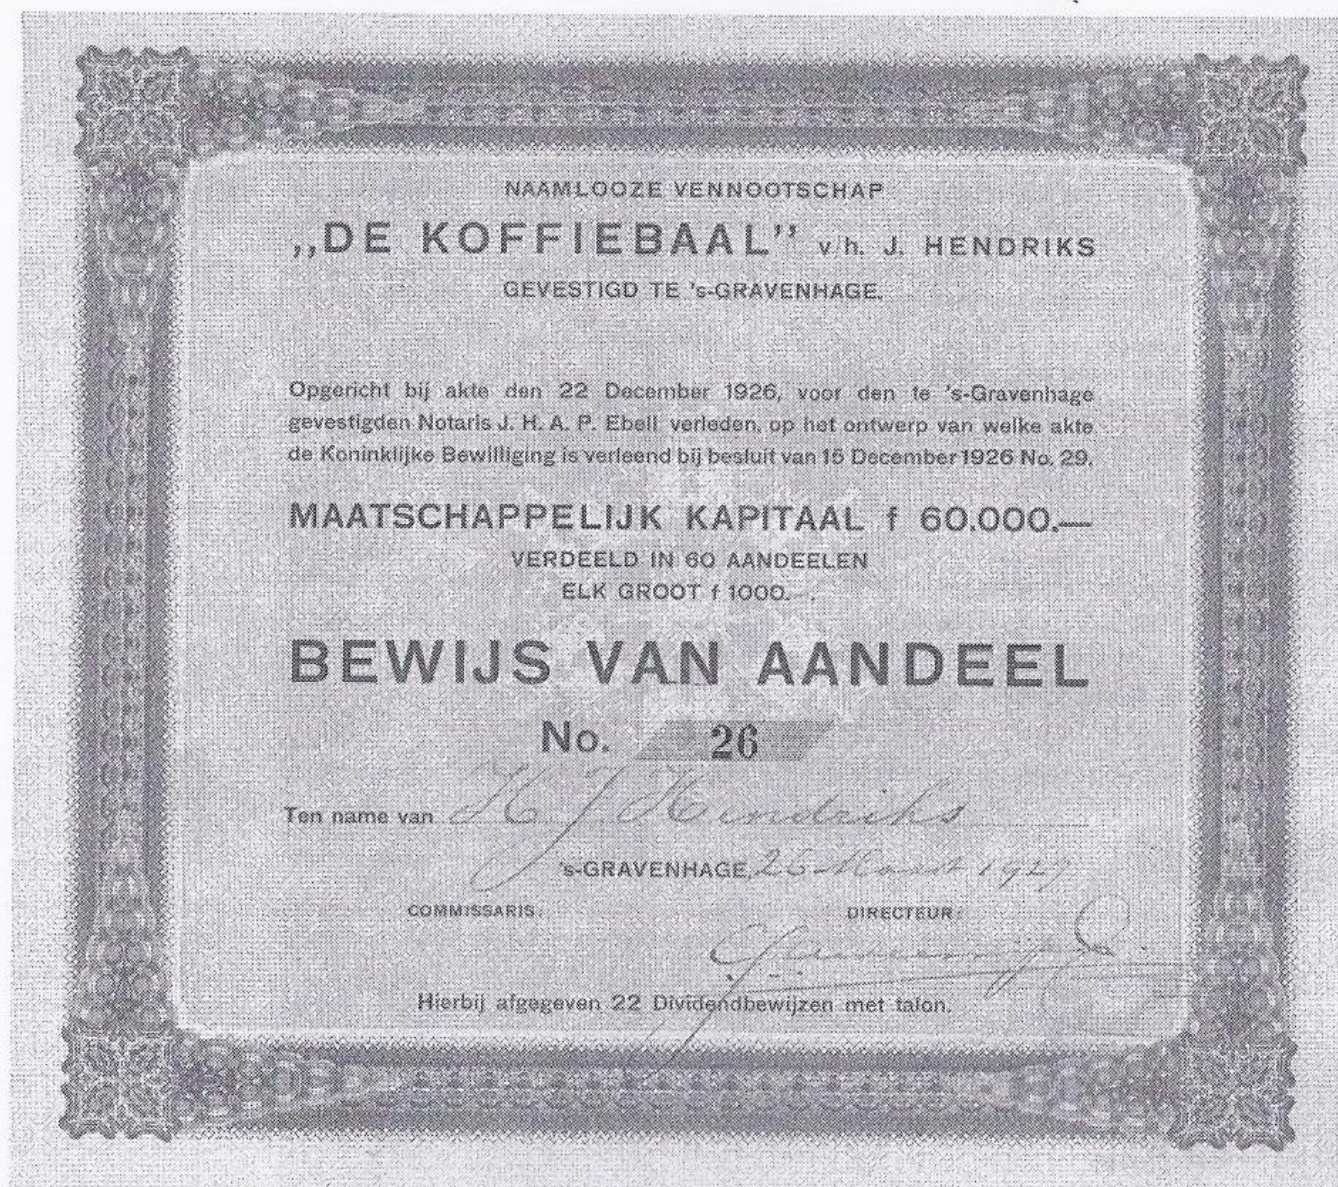 NAAMLOOZE VENNOOTSCHAP
„DE KOFFIEBAAL” v/h. J. HENDRIKS
GEVESTIGD TE 's-GRAVENHAGE.
Opgericht bij akte den 22 December 1926, voor den te 's-Gravenhage
gevestigden Notaris J. H. A. P. Ebell verleden, op het ontwerp van welke akte
de Koninklijke Bewilliging is verleend bij besluit van 15 December 1926 No. 29.
MAATSCHAPPELIJK KAPITAAL f 60.000.—
VERDEELD IN 60 AANDEELEN
ELK GROOT f 1000.—.
BEWIJS VAN AANDEEL
No. 26
Ten name van H J Hendriks
's-GRAVENHAGE, 26 Maart 1927
COMMISSARIS: DIRECTEUR:
Hierbij afgegeven 22 Dividendbewijzen met talon.